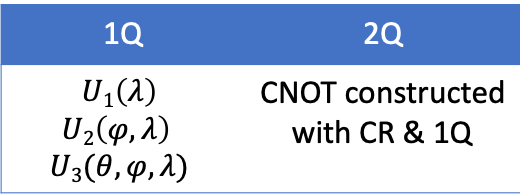 1Q 2Q
U₁(λ)
U₂(φ, λ)
U₃(θ, φ, λ)
CNOT constructed
with CR & 1Q